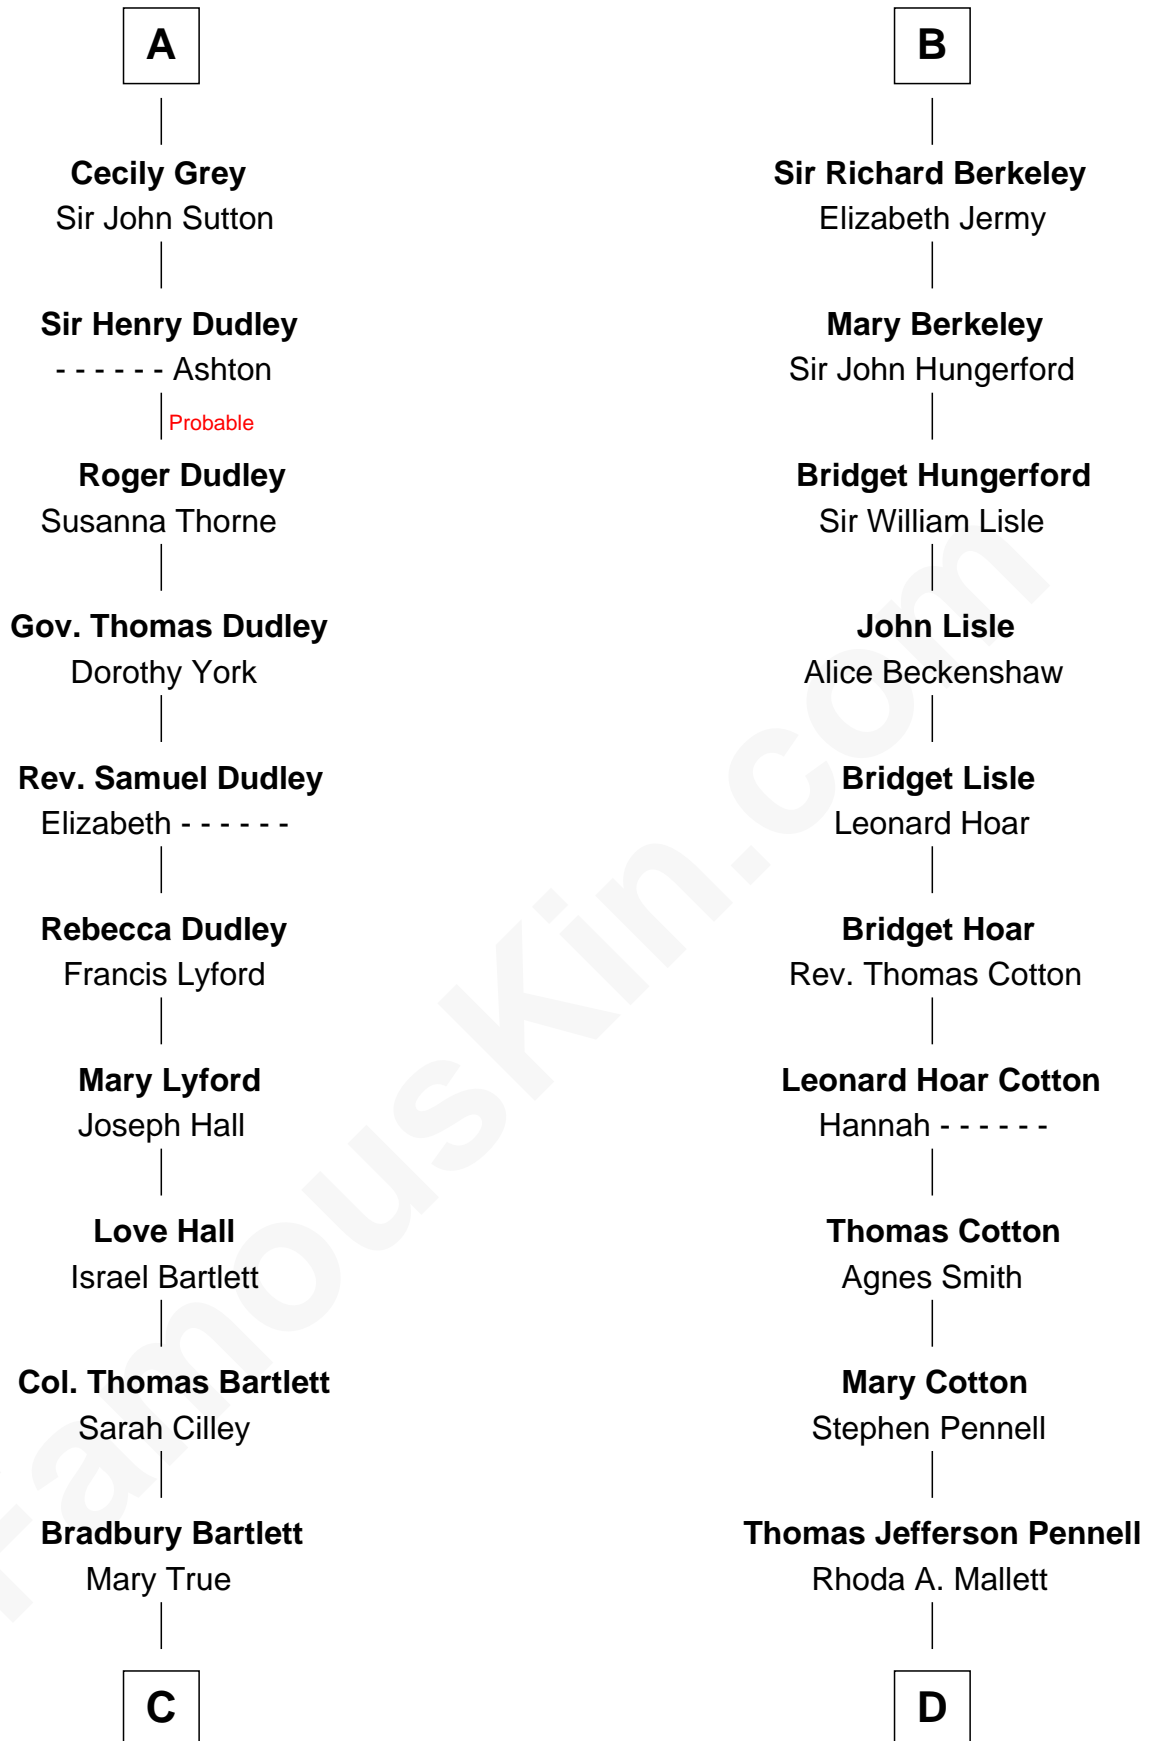 A
Cecily Grey
Sir John Sutton
Sir Henry Dudley
- - - - - - Ashton
Probable
Roger Dudley
Susanna Thorne
Gov. Thomas Dudley
Dorothy York
Rev. Samuel Dudley
Elizabeth - - - - - -
Rebecca Dudley
Francis Lyford
Mary Lyford
Joseph Hall
Love Hall
Israel Bartlett
Col. Thomas Bartlett
Sarah Cilley
Bradbury Bartlett
Mary True
C
B
Sir Richard Berkeley
Elizabeth Jermy
Mary Berkeley
Sir John Hungerford
Bridget Hungerford
Sir William Lisle
John Lisle
Alice Beckenshaw
Bridget Lisle
Leonard Hoar
Bridget Hoar
Rev. Thomas Cotton
Leonard Hoar Cotton
Hannah - - - - - -
Thomas Cotton
Agnes Smith
Mary Cotton
Stephen Pennell
Thomas Jefferson Pennell
Rhoda A. Mallett
D
FamousKin.com